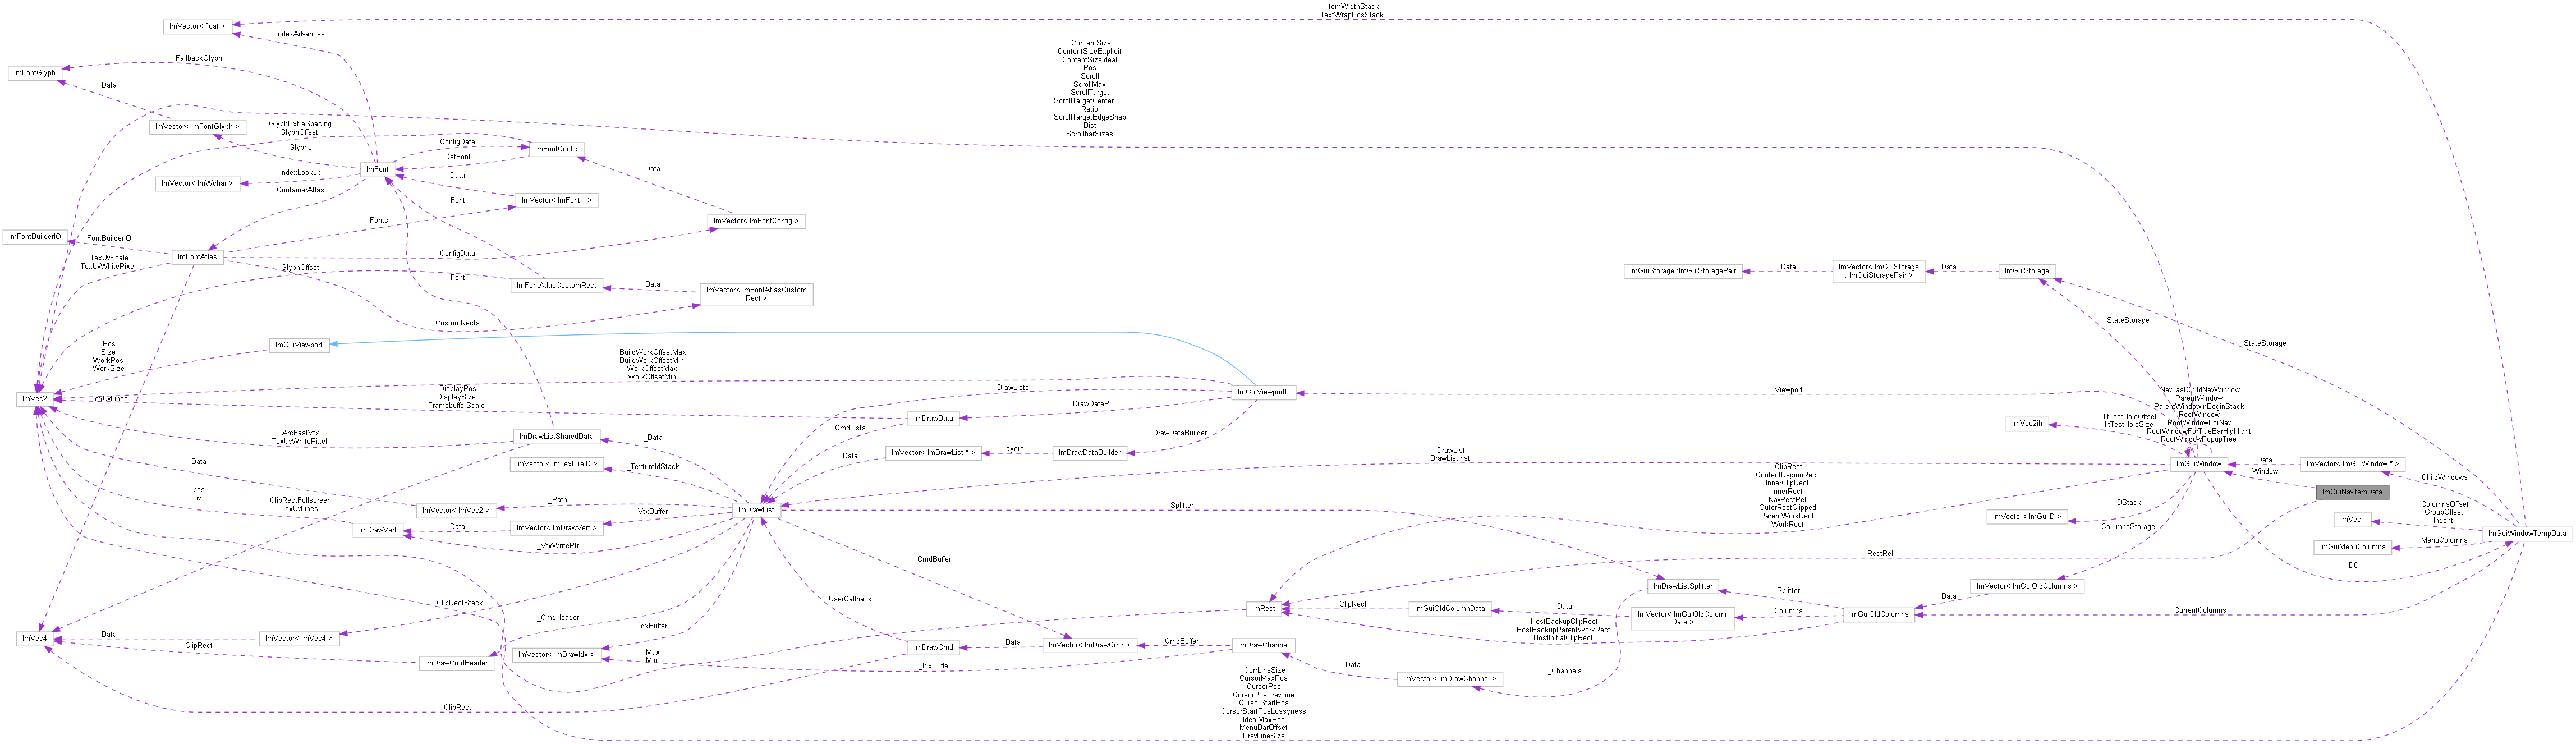 ItemWidthStack
TextWrapPosStack
ImVector< float >
IndexAdvanceX
ContentSize
ContentSizeExplicit
ContentSizeIdeal
Pos
Scroll
ScrollMax
ScrollTarget
ScrollTargetCenter
Ratio
ScrollTargetEdgeSnap
Dist
ScrollbarSizes
...
FallbackGlyph
ImFontGlyph
Data
ImVector< ImFontGlyph >
GlyphExtraSpacing
GlyphOffset
Glyphs
ConfigData
ImFontConfig
DstFont
ImFont
Data
IndexLookup
ImVector< ImWchar >
ContainerAtlas
Data
ImVector< ImFont * >
Font
Fonts
ImVector< ImFontConfig >
ImFontBuilderIO
FontBuilderIO
ImFontAtlas
ConfigData
TexUvScale
TexUvWhitePixel
GlyphOffset
Font
ImFontAtlasCustomRect
Data
ImVector< ImFontAtlasCustom
Rect >
CustomRects
ImGuiStorage::ImGuiStoragePair
Data
ImVector< ImGuiStorage
::ImGuiStoragePair >
Data
ImGuiStorage
StateStorage
StateStorage
ImGuiViewport
Pos
Size
WorkPos
WorkSize
BuildWorkOffsetMax
BuildWorkOffsetMin
WorkOffsetMax
WorkOffsetMin
DrawLists
ImGuiViewportP
Viewport
ImVec2
TexUvLines
DisplayPos
DisplaySize
FramebufferScale
DrawDataP
ImDrawData
CmdLists
DrawDataBuilder
NavLastChildNavWindow
ParentWindow
ParentWindowInBeginStack
RootWindow
RootWindowForNav
RootWindowForTitleBarHighlight
RootWindowPopupTree
HitTestHoleOffset
HitTestHoleSize
ImVec2ih
ArcFastVtx
TexUvWhitePixel
ImDrawListSharedData
_Data
Data
ImVector< ImDrawList * >
Layers
ImDrawDataBuilder
DrawList
DrawListInst
ImGuiWindow
Data
ImVector< ImGuiWindow * >
Window
ChildWindows
ImGuiNavItemData
Data
ImVector< ImTextureID >
_TextureIdStack
ClipRect
ContentRegionRect
InnerClipRect
InnerRect
NavRectRel
OuterRectClipped
ParentWorkRect
WorkRect
pos
uv
ClipRectFullscreen
TexUvLines
_Path
ImVector< ImVec2 >
ImDrawList
_Splitter
IDStack
ImVector< ImGuiID >
ColumnsOffset
GroupOffset
Indent
ImVec1
ImDrawVert
Data
ImVector< ImDrawVert >
VtxBuffer
ColumnsStorage
ImGuiWindowTempData
MenuColumns
ImGuiMenuColumns
_VtxWritePtr
CmdBuffer
RectRel
DC
ImDrawListSplitter
Splitter
ImVector< ImGuiOldColumns >
Data
_ClipRectStack
UserCallback
ImRect
ClipRect
ImGuiOldColumnData
Data
ImVector< ImGuiOldColumn
Data >
Columns
ImGuiOldColumns
CurrentColumns
_CmdHeader
IdxBuffer
HostBackupClipRect
HostBackupParentWorkRect
HostInitialClipRect
ImVec4
Data
ImVector< ImVec4 >
ClipRect
ImDrawCmdHeader
ImVector< ImDrawIdx >
Max
Min
ImDrawCmd
Data
ImVector< ImDrawCmd >
_CmdBuffer
ImDrawChannel
_IdxBuffer
Data
ImVector< ImDrawChannel >
_Channels
ClipRect
CurrLineSize
CursorMaxPos
CursorPos
CursorPosPrevLine
CursorStartPos
CursorStartPosLossyness
IdealMaxPos
MenuBarOffset
PrevLineSize
...